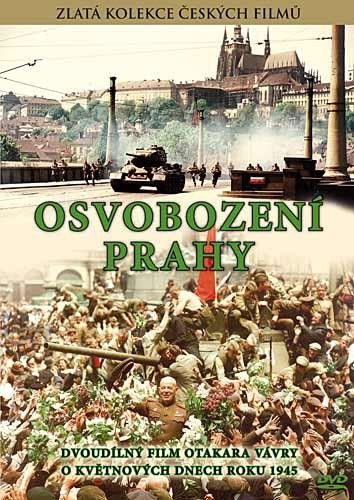 ZLATÁ KOLEKCE ČESKÝCH FILMŮ
OSVOBOZENÍ
PRAHY
DVOUDÍLNÝ FILM OTAKARA VÁVRY
O KVĚTNOVÝCH DNECH ROKU 1945
DVD